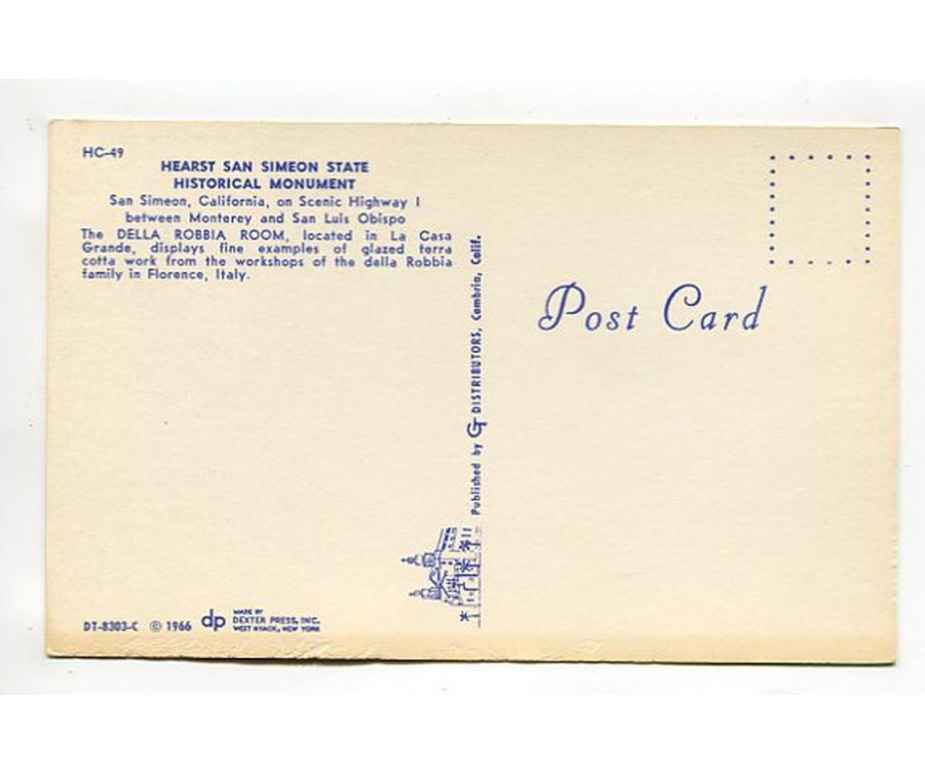 HC-49
HEARST SAN SIMEON STATE
HISTORICAL MONUMENT
San Simeon, California, on Scenic Highway 1
between Monterey and San Luis Obispo
The DELLA ROBBIA ROOM, located in La Casa
Grande, displays fine examples of glazed terra
cotta work from the workshops of the della Robbia
family in Florence, Italy.
Published by GT DISTRIBUTORS, Cambria, Calif.
Post Card
DT-8303-C © 1966
dp
MADE BY
DEXTER PRESS, INC.
WEST NYACK, NEW YORK